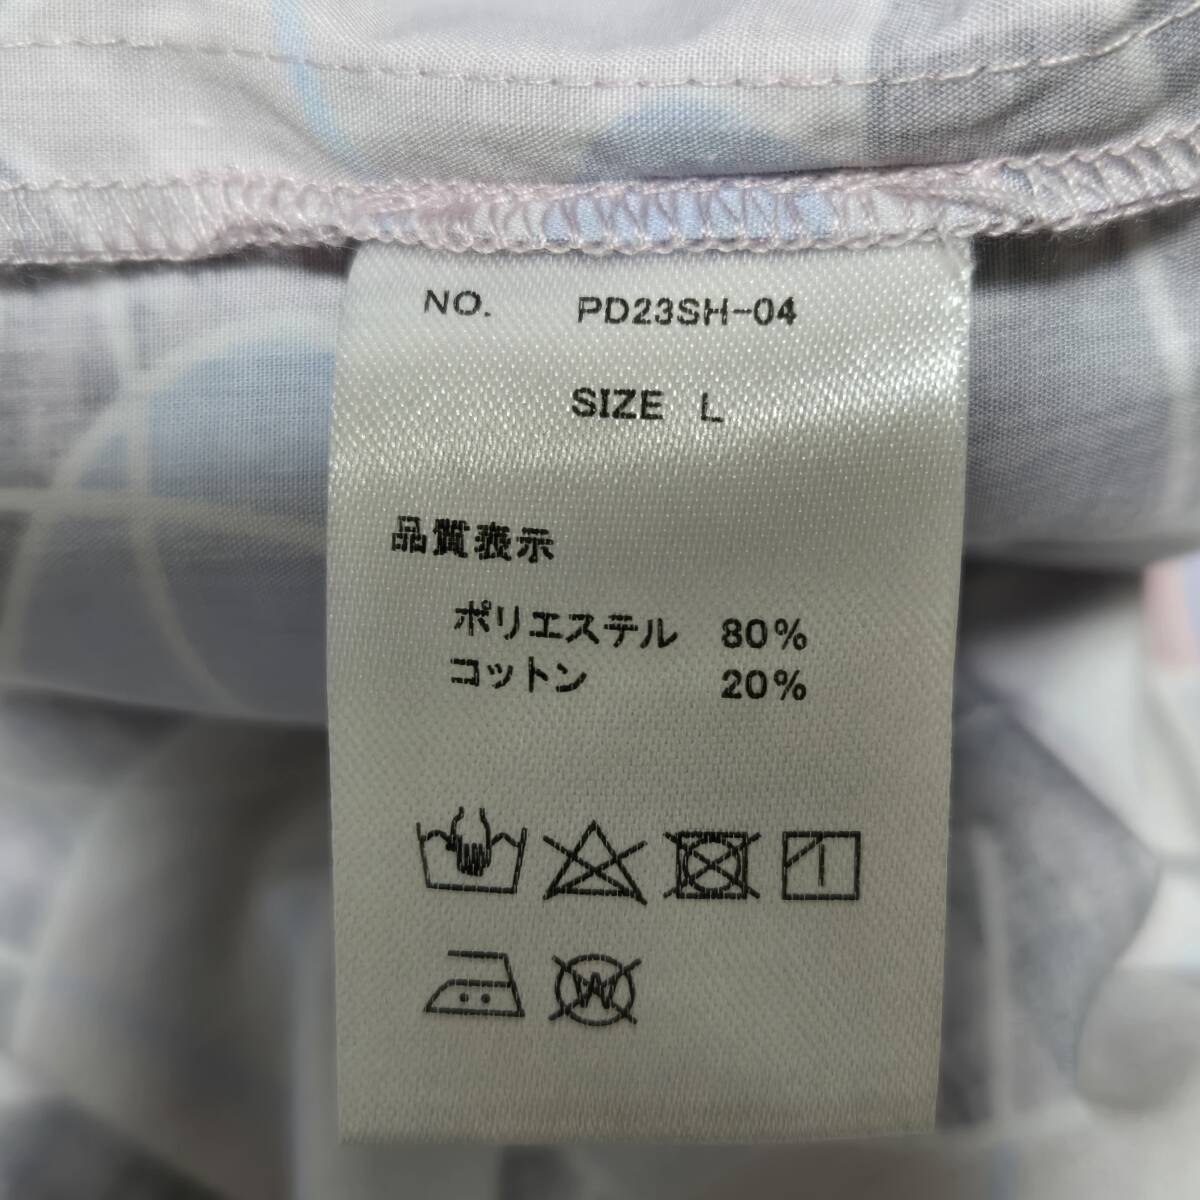 NO. PD23SH-04
SIZE L
品質表示
ポリエステル 80%
コットン 20%
W